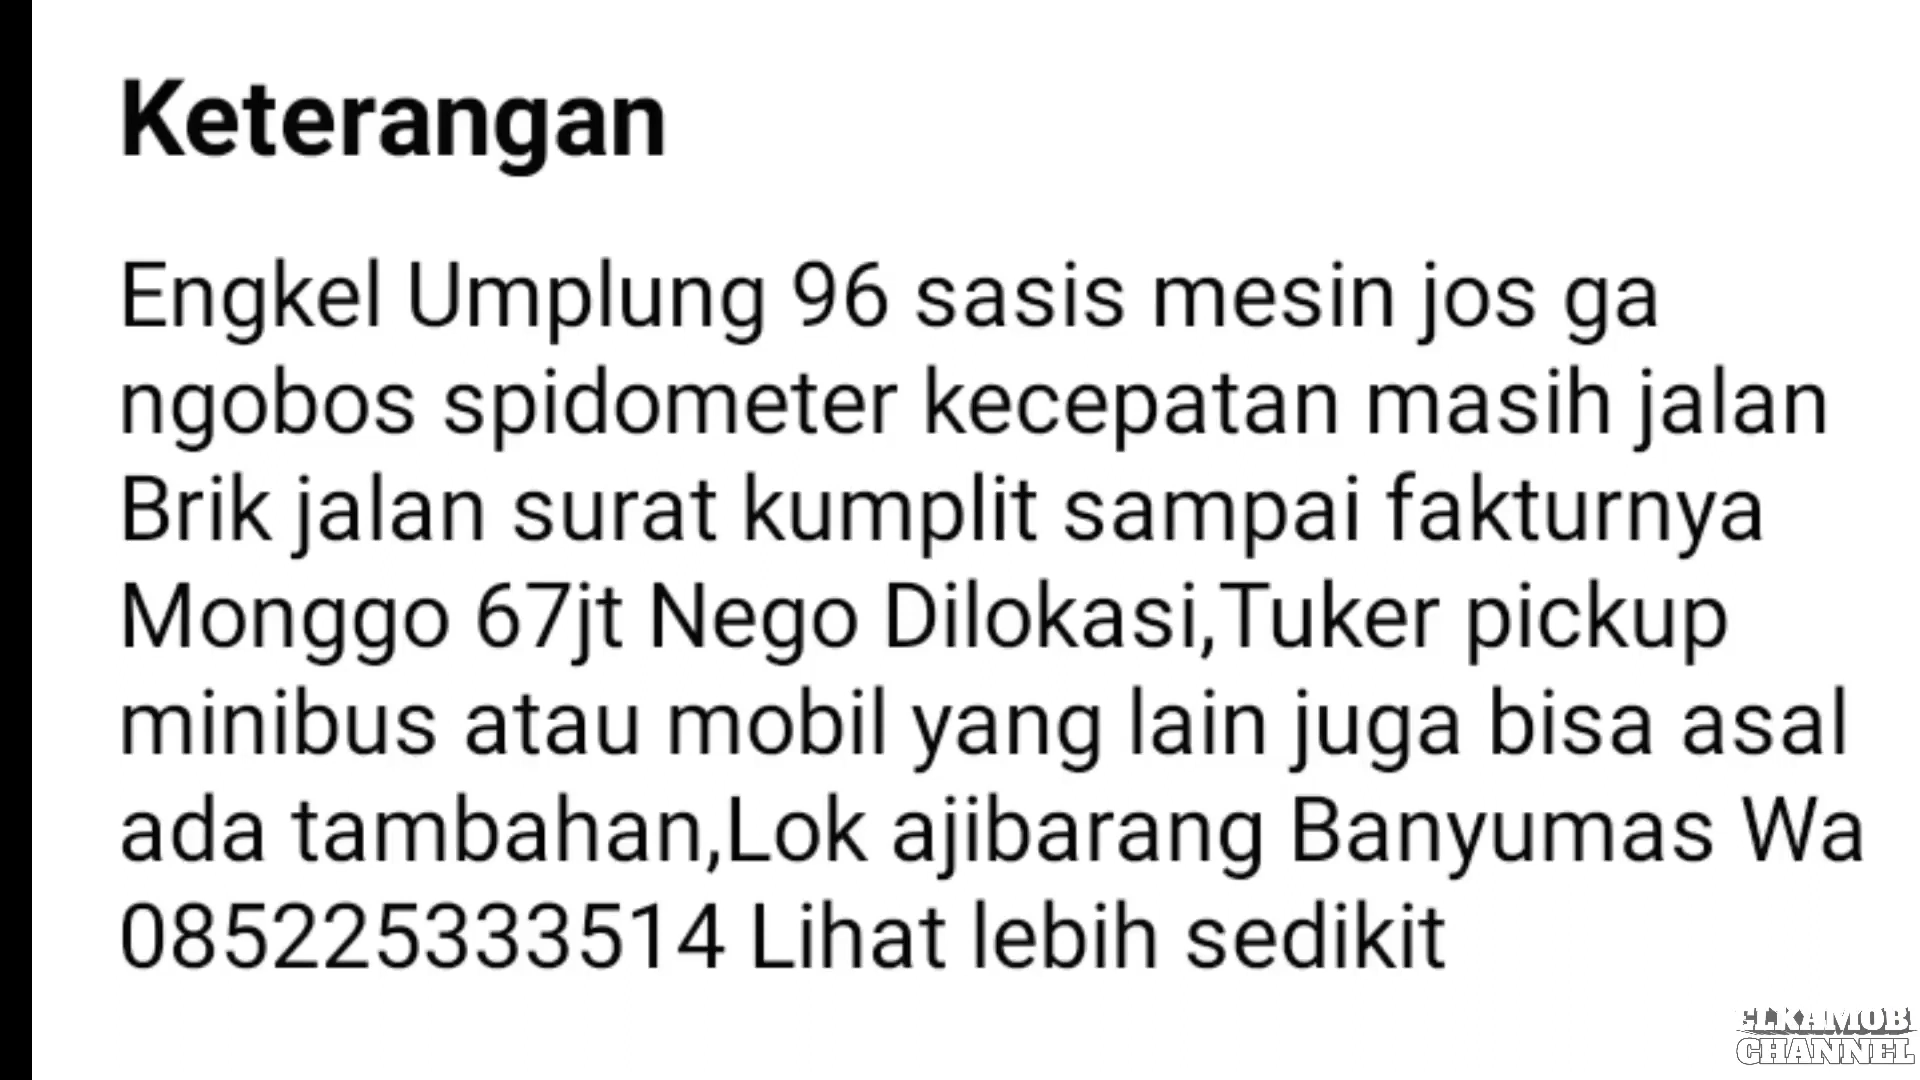 Keterangan
Engkel Umplung 96 sasis mesin jos ga
ngobos spidometer kecepatan masih jalan
Brik jalan surat kumplit sampai fakturnya
Monggo 67jt Nego Dilokasi,Tuker pickup
minibus atau mobil yang lain juga bisa asal
ada tambahan,Lok ajibarang Banyumas Wa
085225333514 Lihat lebih sedikit
ELKAMOB
CHANNEL